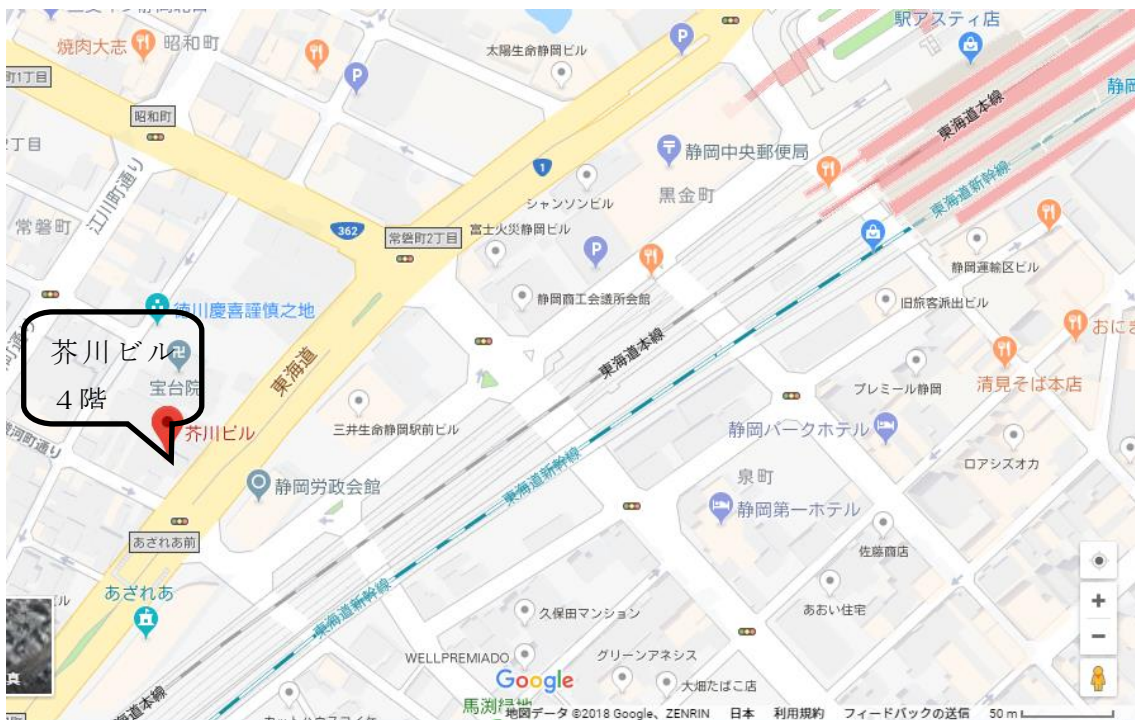 駅アスティ店
焼肉大志
昭和町
太陽生命静岡ビル
P
P
町1丁目
静岡
昭和町
東海道本線
丁目
1
静岡中央郵便局
江川町通り
シャンソンビル
黒金町
東海道新幹線
常磐町
362
常磐町2丁目
富士火災静岡ビル
P
静岡運輸区ビル
静岡商工会議所会館
旧旅客派出ビル
徳川慶喜謹慎之地
おにぎ
芥川ビル
4階
宝台院
東海道
東海道本線
プレミール静岡
清見そば本店
芥川ビル
三井生命静岡駅前ビル
静岡パークホテル
ロアシズオカ
東海道新幹線
泉町
静岡労政会館
静岡第一ホテル
あざれあ前
佐藤商店
あざれあ
ビル
久保田マンション
あおい住宅
東海道新幹線
+
WELLPREMIADO
グリーンアネシス
−
Google
大畑たばこ店
東海道本線
馬渕緑地
地図データ ©2018 Google、ZENRIN 日本 利用規約 フィードバックの送信 50 m